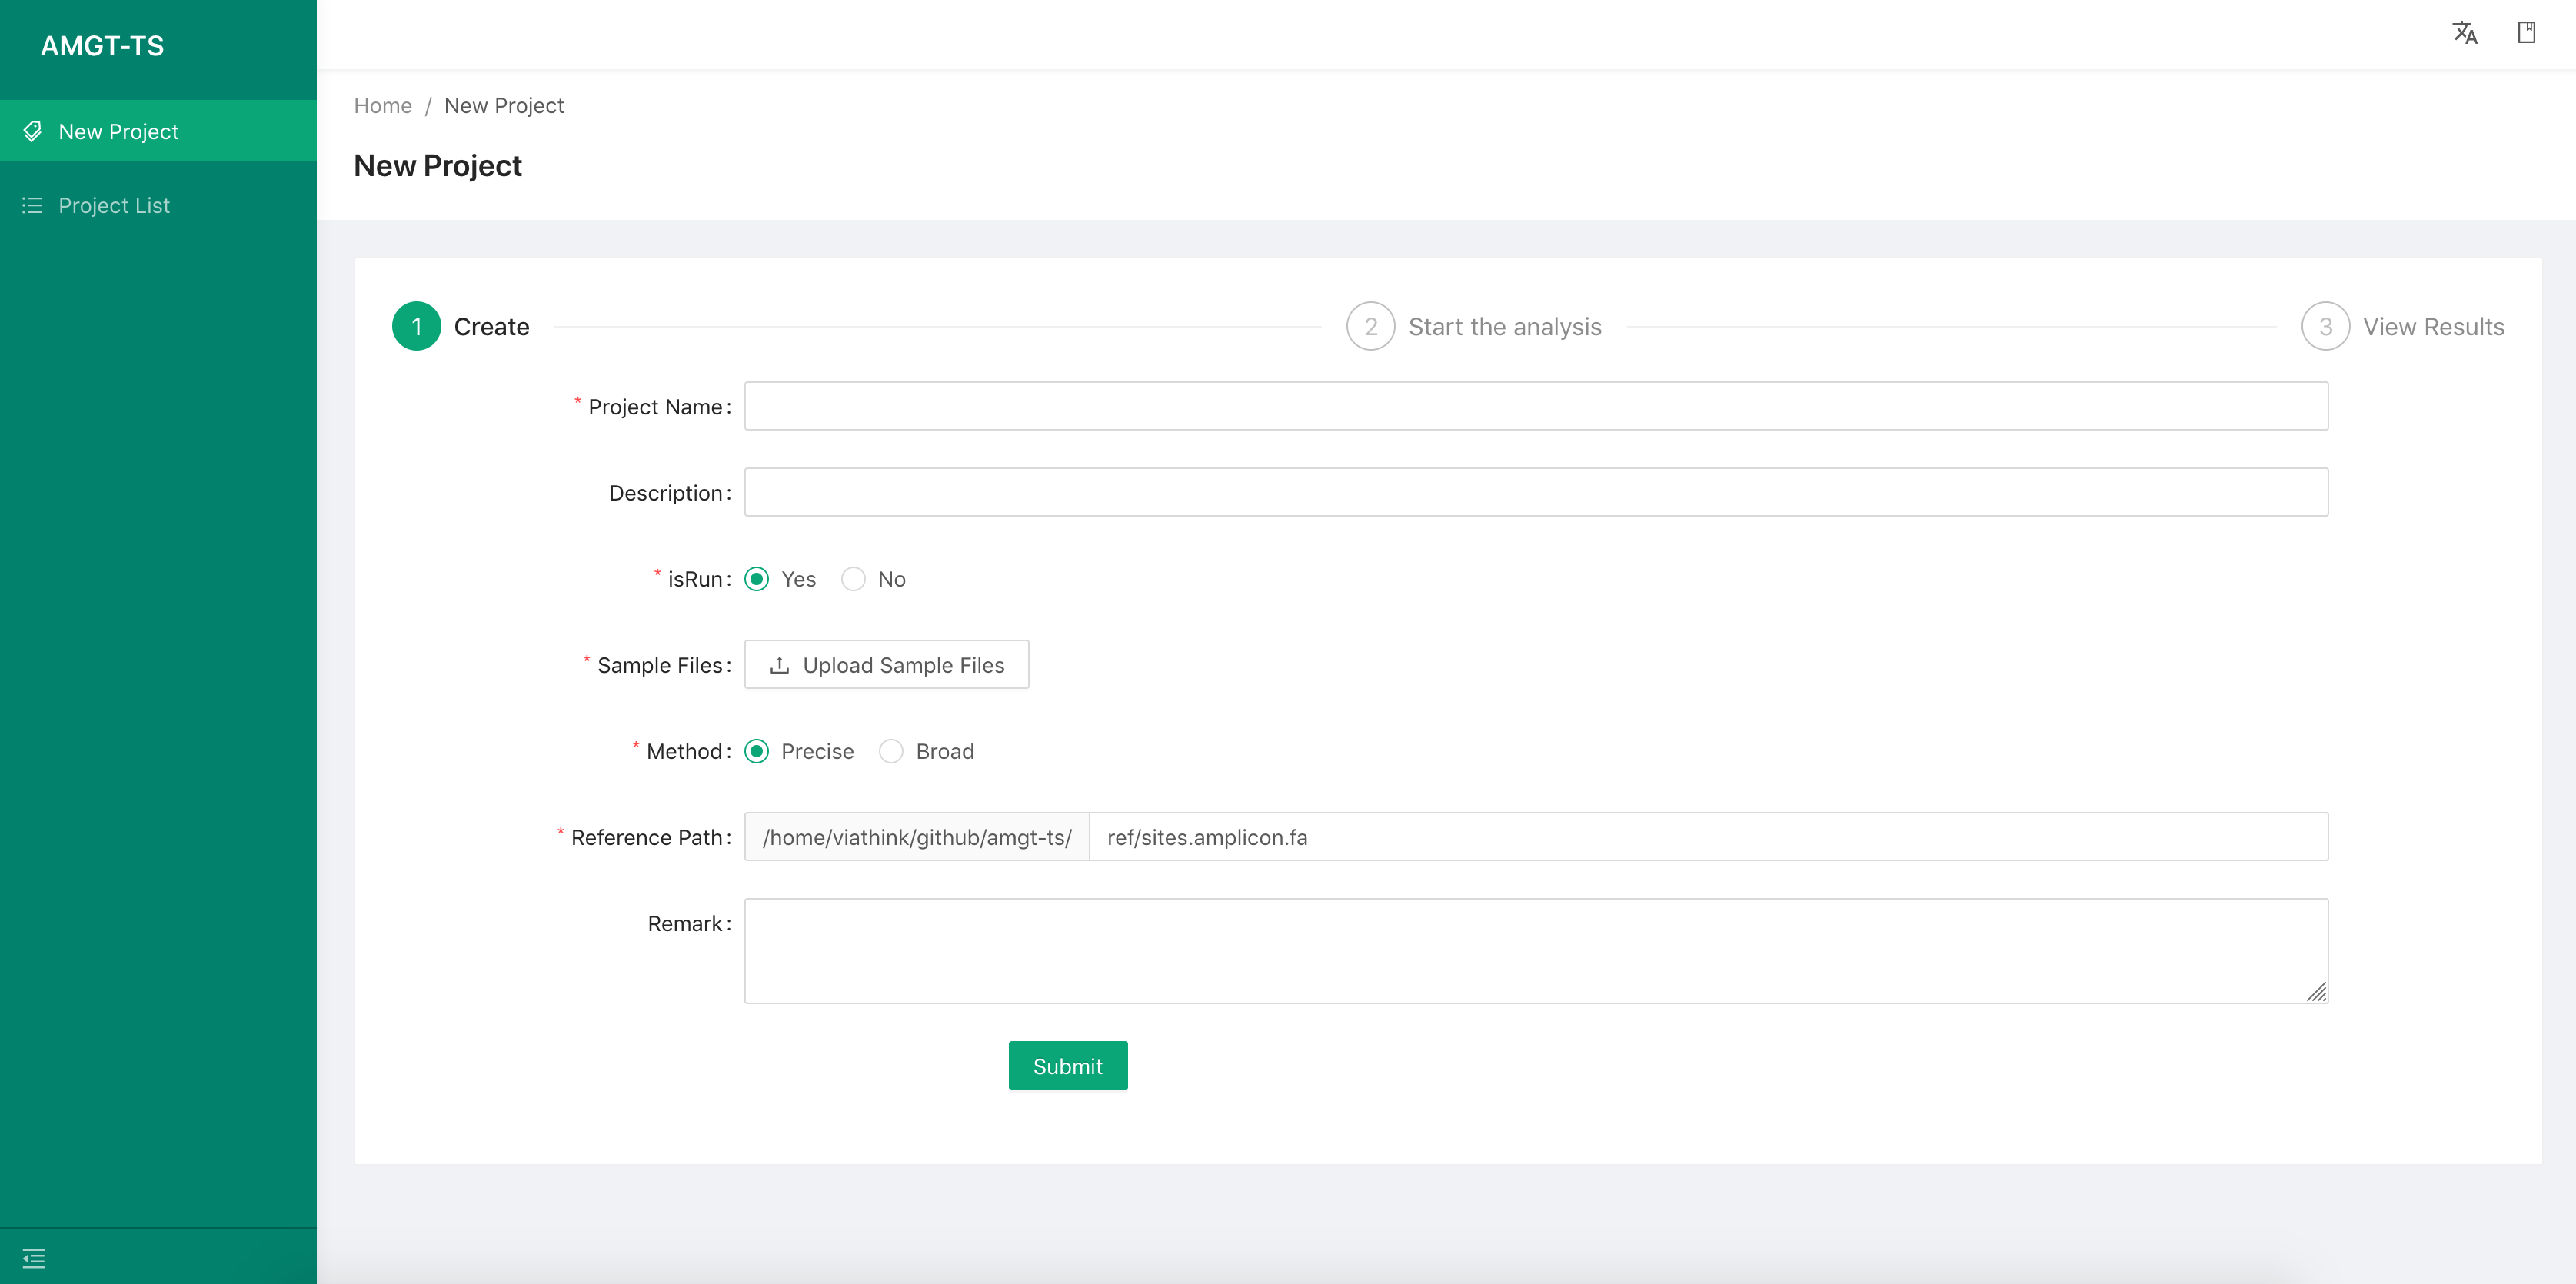 AMGT-TS
New Project
Project List
Home / New Project
New Project
1 Create
2 Start the analysis
3 View Results
* Project Name:
Description:
* isRun: Yes No
* Sample Files: Upload Sample Files
* Method: Precise Broad
* Reference Path: /home/viathink/github/amgt-ts/ ref/sites.amplicon.fa
Remark:
Submit